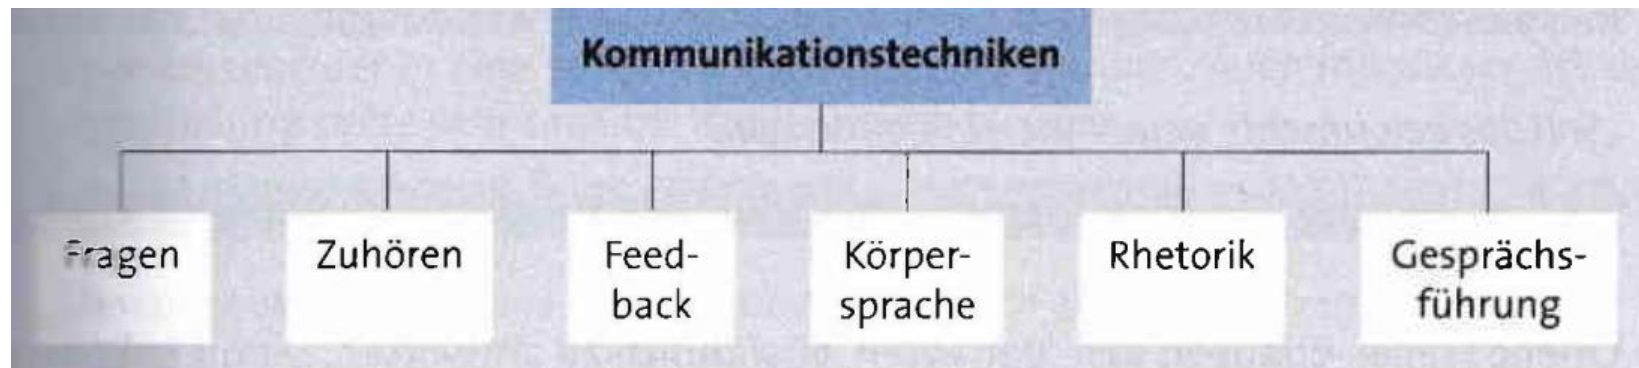 Kommunikationstechniken
Fragen
Zuhören
Feed-
back
Körper-
sprache
Rhetorik
Gesprächs-
führung